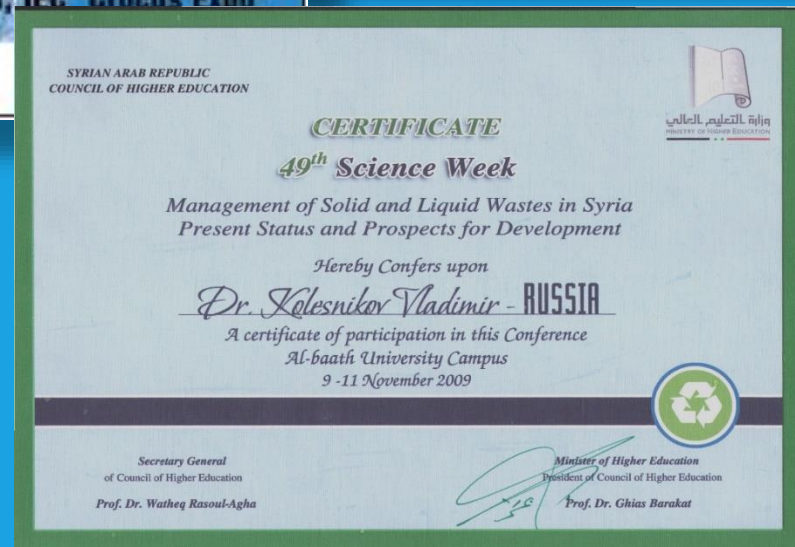 SYRIAN ARAB REPUBLIC
COUNCIL OF HIGHER EDUCATION
وزارة التعليم العالي
MINISTRY OF HIGHER EDUCATION
CERTIFICATE
49th Science Week
Management of Solid and Liquid Wastes in Syria
Present Status and Prospects for Development
Hereby Confers upon
Dr. Kolesnikov Vladimir - RUSSIA
A certificate of participation in this Conference
Al-baath University Campus
9 -11 November 2009
Secretary General
of Council of Higher Education
Prof. Dr. Watheq Rasoul-Agha
Minister of Higher Education
President of Council of Higher Education
Prof. Dr. Ghias Barakat